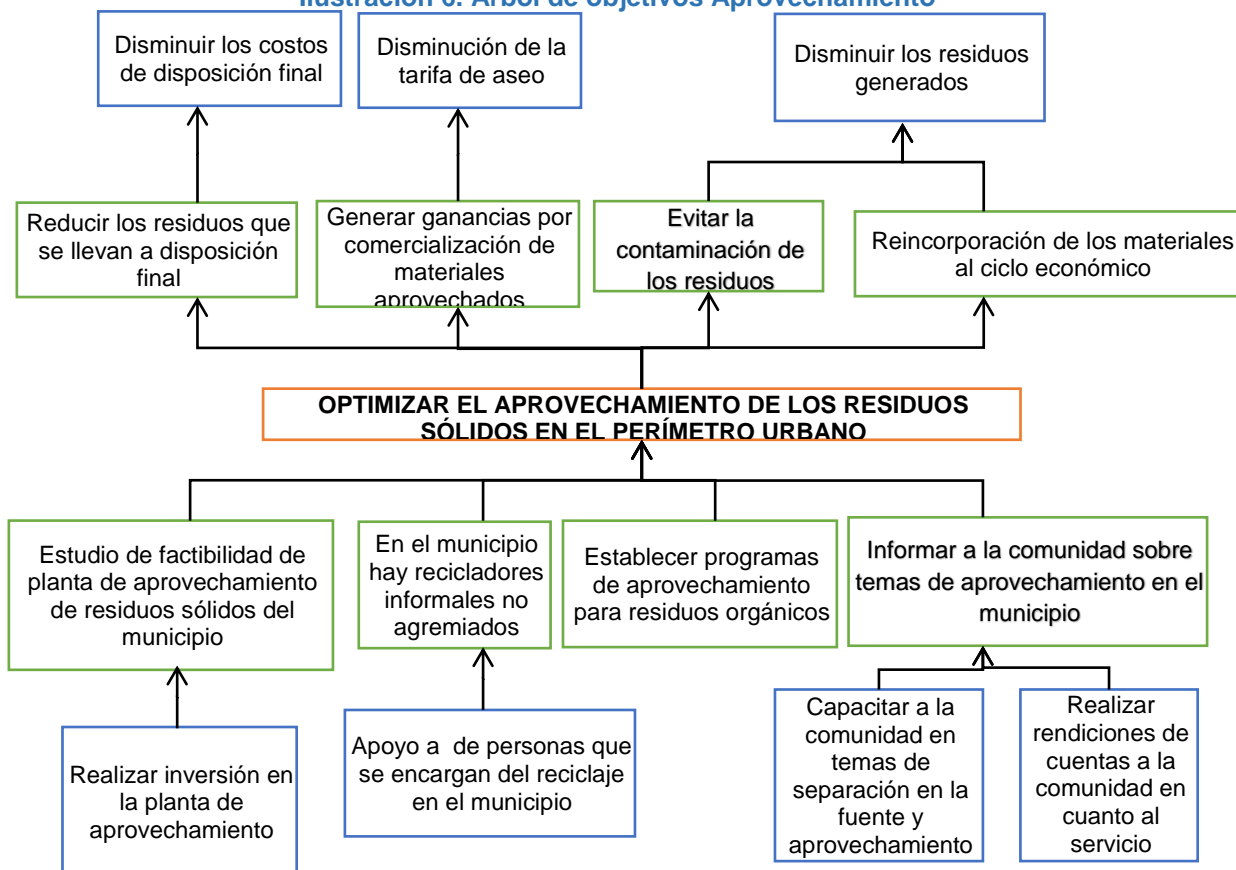 Ilustración 6. Árbol de objetivos Aprovechamiento
Disminuir los costos
de disposición final
Disminución de la
tarifa de aseo
Disminuir los residuos
generados
Reducir los residuos que
se llevan a disposición
final
Generar ganancias por
comercialización de
materiales
aprovechados
Evitar la
contaminación de
los residuos
Reincorporación de los materiales
al ciclo económico
OPTIMIZAR EL APROVECHAMIENTO DE LOS RESIDUOS
SÓLIDOS EN EL PERÍMETRO URBANO
Estudio de factibilidad de
planta de aprovechamiento
de residuos sólidos del
municipio
En el municipio
hay recicladores
informales no
agremiados
Establecer programas
de aprovechamiento
para residuos orgánicos
Informar a la comunidad sobre
temas de aprovechamiento en el
municipio
Realizar inversión en
la planta de
aprovechamiento
Apoyo a  de personas que
se encargan del reciclaje
en el municipio
Capacitar a la
comunidad en
temas de
separación en la
fuente y
aprovechamiento
Realizar
rendiciones de
cuentas a la
comunidad en
cuanto al
servicio